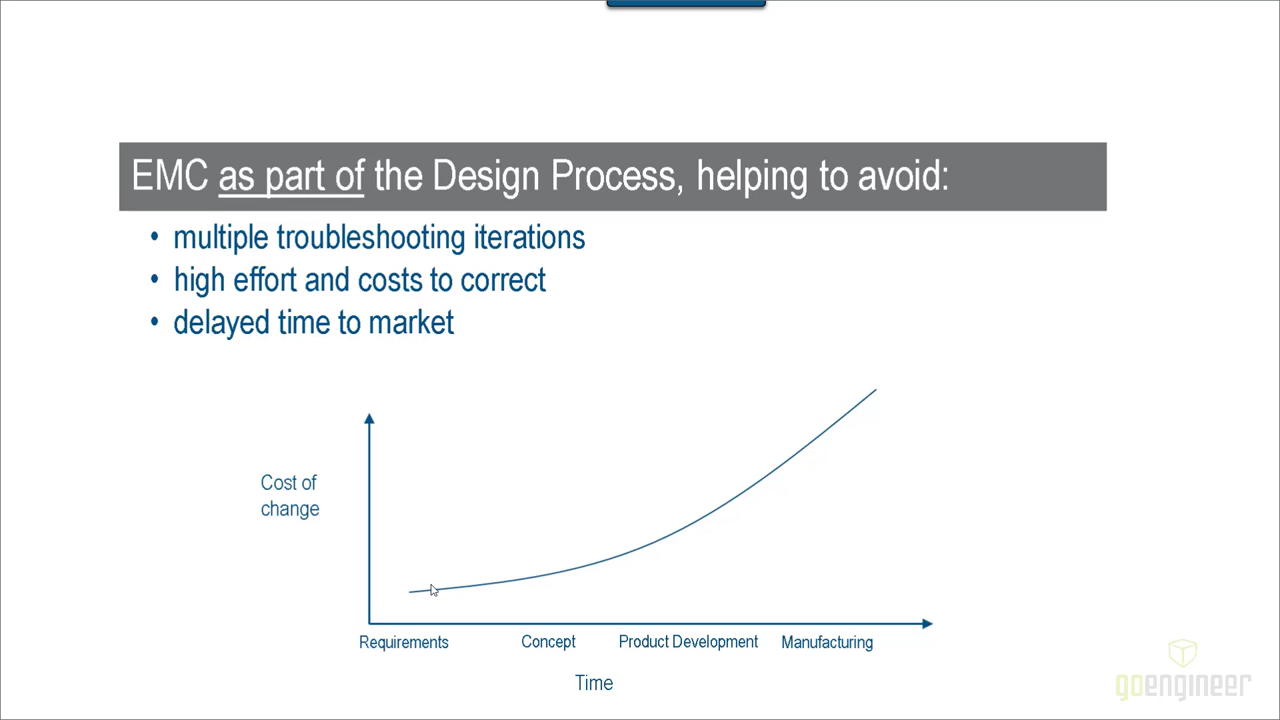 EMC as part of the Design Process, helping to avoid:
• multiple troubleshooting iterations
• high effort and costs to correct
• delayed time to market
Cost of
change
Requirements Concept Product Development Manufacturing
Time
goengineer